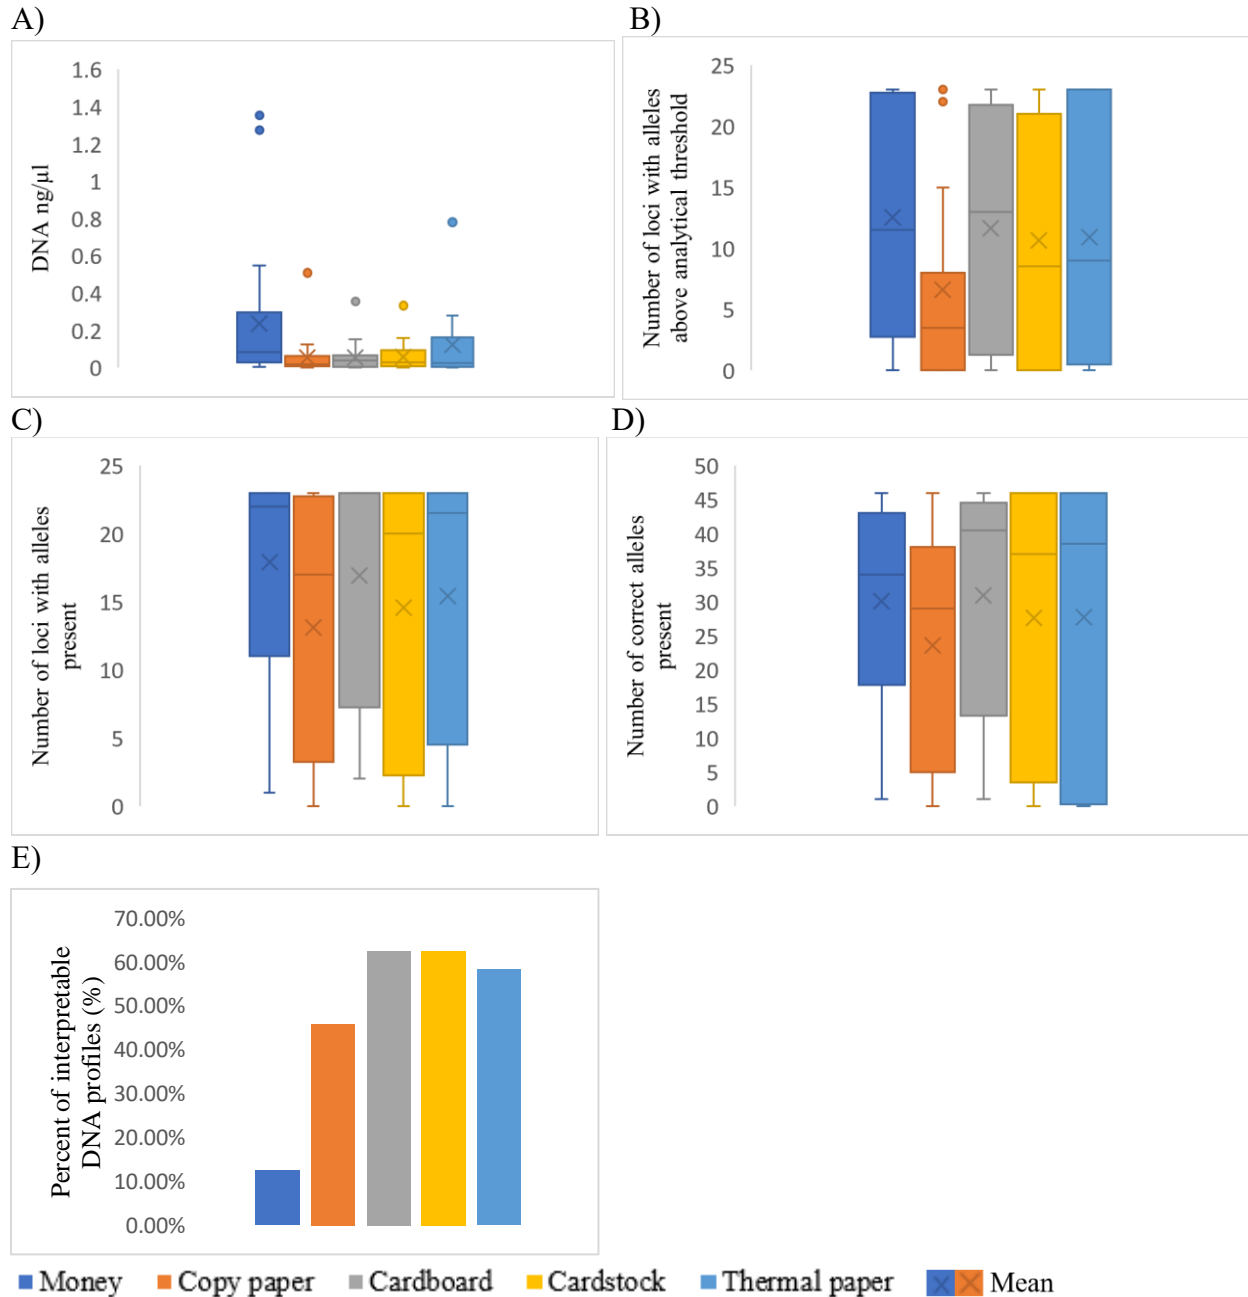 A)
B)
DNA ng/µl
1.6
1.4
1.2
1
0.8
0.6
0.4
0.2
0
Number of loci with alleles
above analytical threshold
25
20
15
10
5
0
C)
D)
Number of loci with alleles
present
25
20
15
10
5
0
Number of correct alleles
present
50
45
40
35
30
25
20
15
10
5
0
E)
Percent of interpretable
DNA profiles (%)
70.00%
60.00%
50.00%
40.00%
30.00%
20.00%
10.00%
0.00%
Money Copy paper Cardboard Cardstock Thermal paper Mean